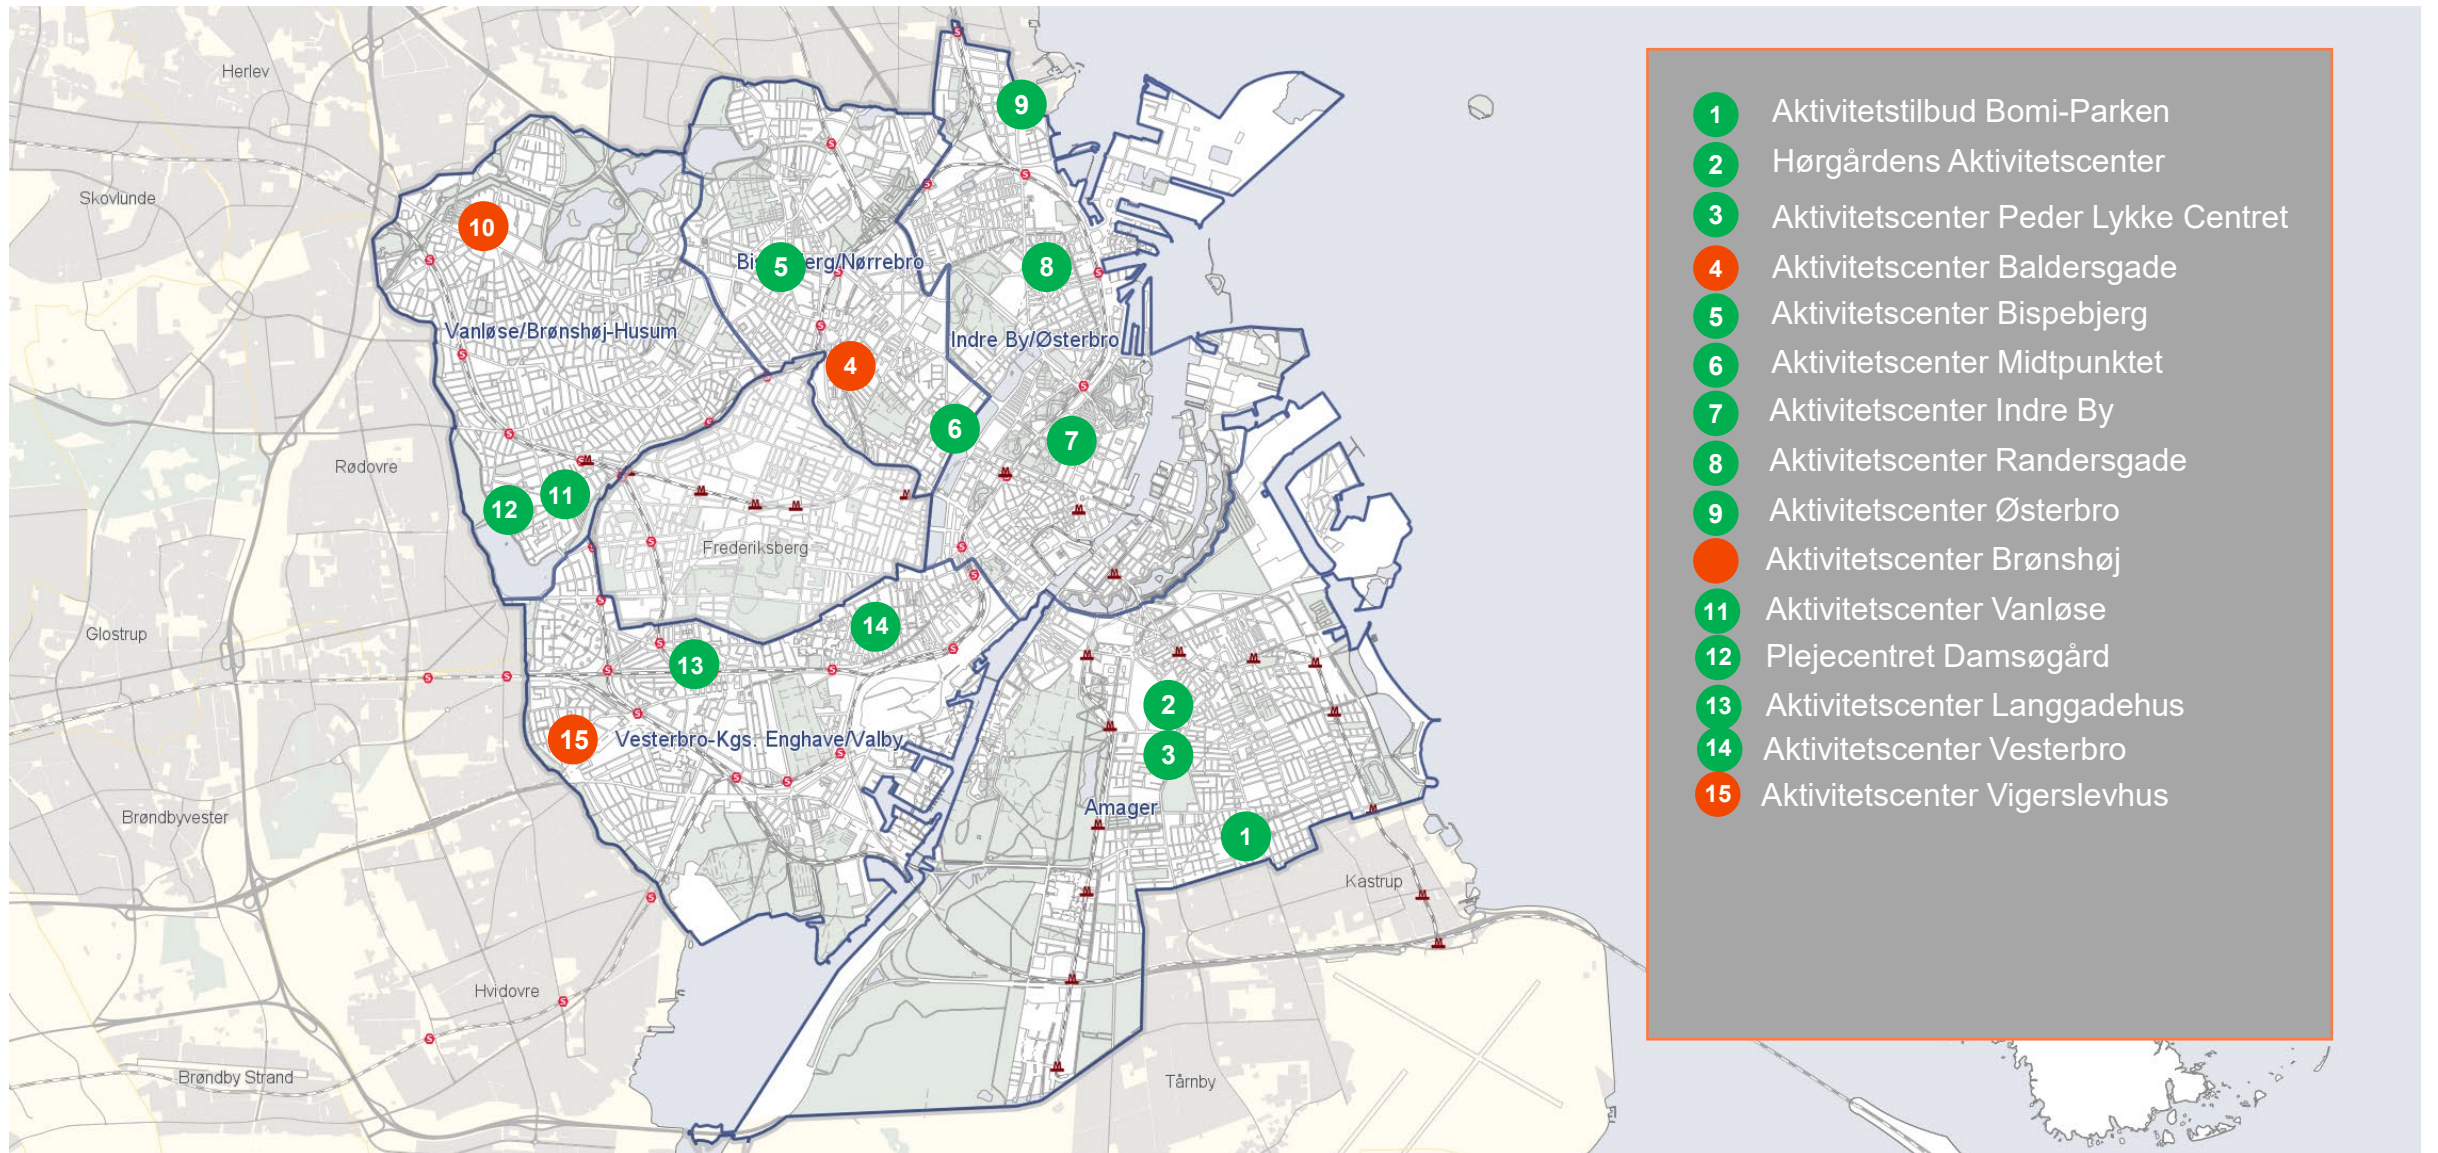 Herlev
9
Skovlunde
10
5
Bi erg/Nørrebro
8
Vanløse/Brønshøj-Husum
Indre By/Østerbro
4
6
7
Rødovre
11
12
Frederiksberg
14
Glostrup
13
2
15
Vesterbro-Kgs. Enghave/Valby
3
Amager
Brøndbyvester
1
Kastrup
Hvidovre
Brøndby Strand
Tårnby
1 Aktivitetstilbud Bomi-Parken
2 Hørgårdens Aktivitetscenter
3 Aktivitetscenter Peder Lykke Centret
4 Aktivitetscenter Baldersgade
5 Aktivitetscenter Bispebjerg
6 Aktivitetscenter Midtpunktet
7 Aktivitetscenter Indre By
8 Aktivitetscenter Randersgade
9 Aktivitetscenter Østerbro
Aktivitetscenter Brønshøj
11 Aktivitetscenter Vanløse
12 Plejecentret Damsøgård
13 Aktivitetscenter Langgadehus
14 Aktivitetscenter Vesterbro
15 Aktivitetscenter Vigerslevhus